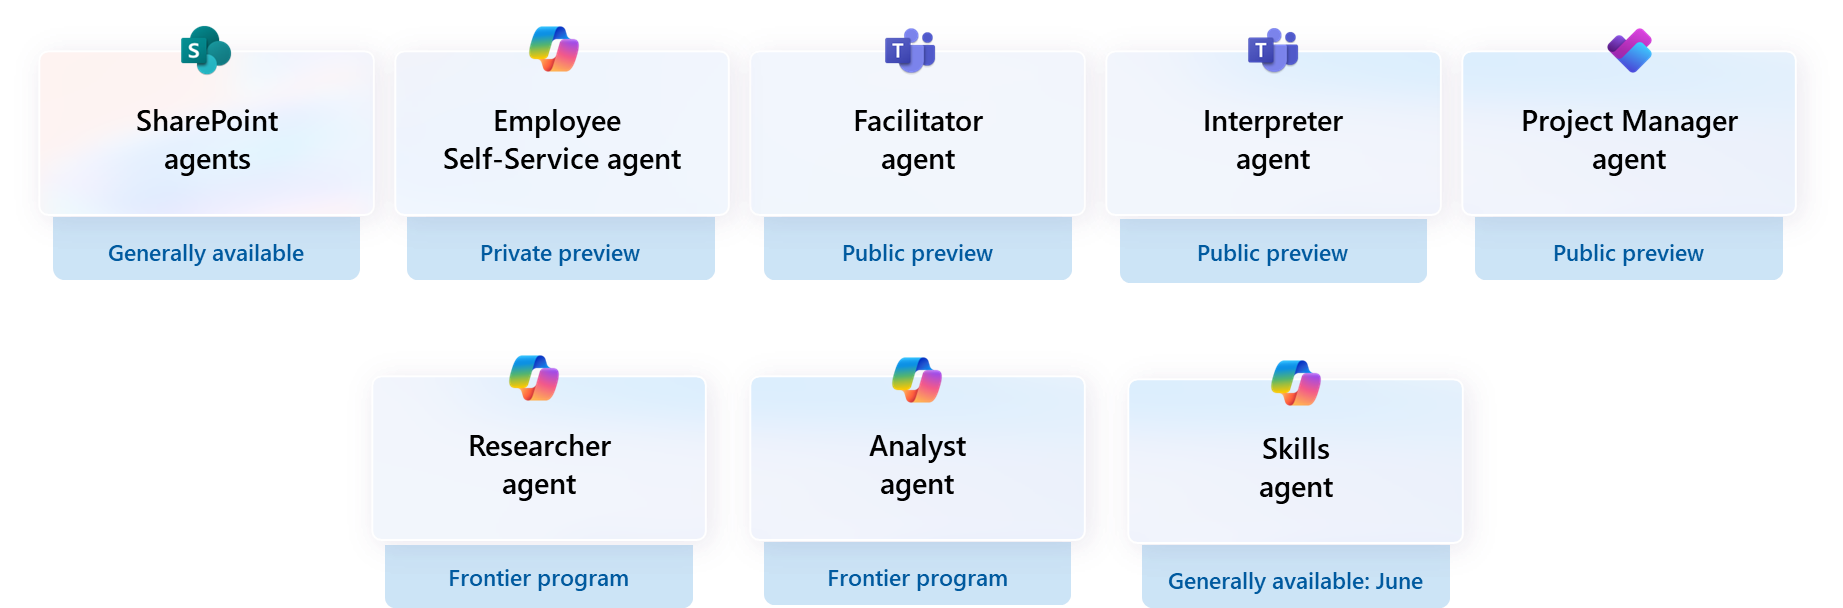 S
T
T
SharePoint
agents
Employee
Self-Service agent
Facilitator
agent
Interpreter
agent
Project Manager
agent
Generally available
Private preview
Public preview
Public preview
Public preview
Researcher
agent
Analyst
agent
Skills
agent
Frontier program
Frontier program
Generally available: June